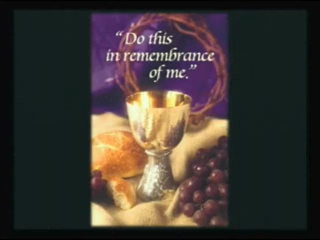 “Do this
in remembrance
of me.”